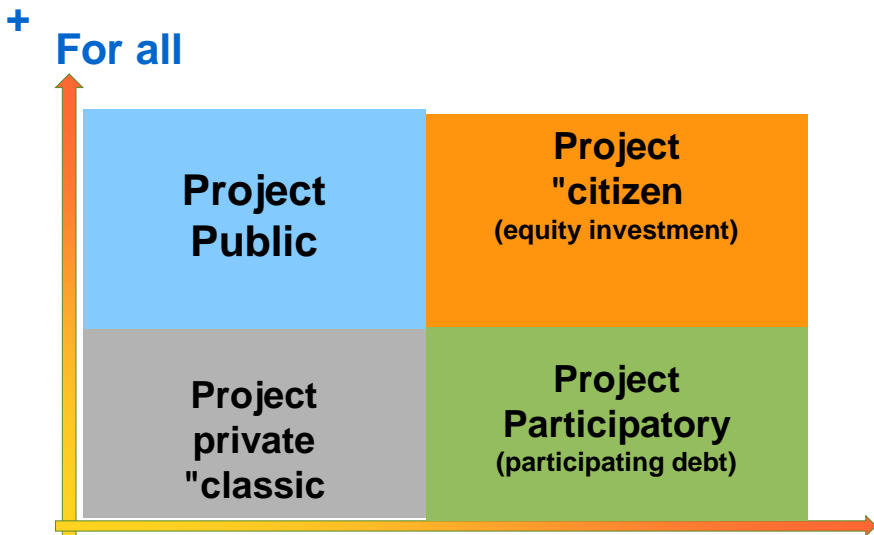 +
For all
Project
Public
Project
"citizen
(equity investment)
Project
private
"classic
Project
Participatory
(participating debt)